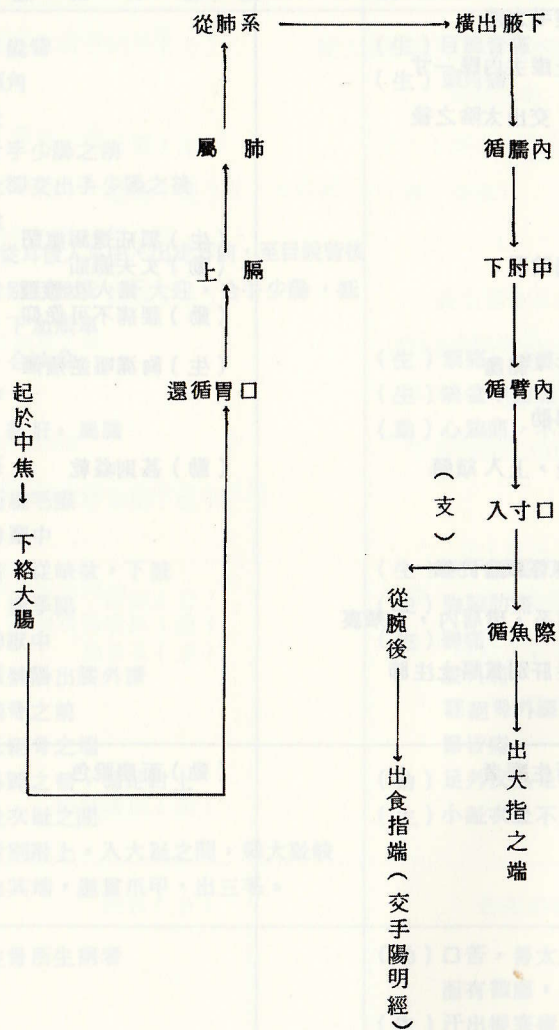 起於中焦
下絡大腸
還循胃口
上膈
屬肺
從肺系
橫出腋下
循臑內
下肘中
循臂內
入寸口
循魚際
出大指之端
（支）
從腕後
出食指端（交手陽明經）